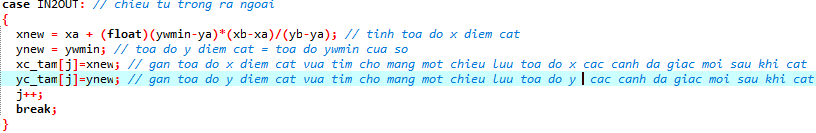 case IN2OUT: // chieu tu trong ra ngoai
{
xnew = xa + (float)(ywmin-ya)*(xb-xa)/(yb-ya); // tinh toa do x diem cat
ynew = ywmin; // toa do y diem cat = toa do ywmin cua so
xc_tam[j]=xnew; // gan toa do x diem cat vua tim cho mang mot chieu luu toa do x cac canh da giac moi sau khi cat
yc_tam[j]=ynew; // gan toa do y diem cat vua tim cho mang mot chieu luu toa do y cac canh da giac moi sau khi cat
j++;
break;
}